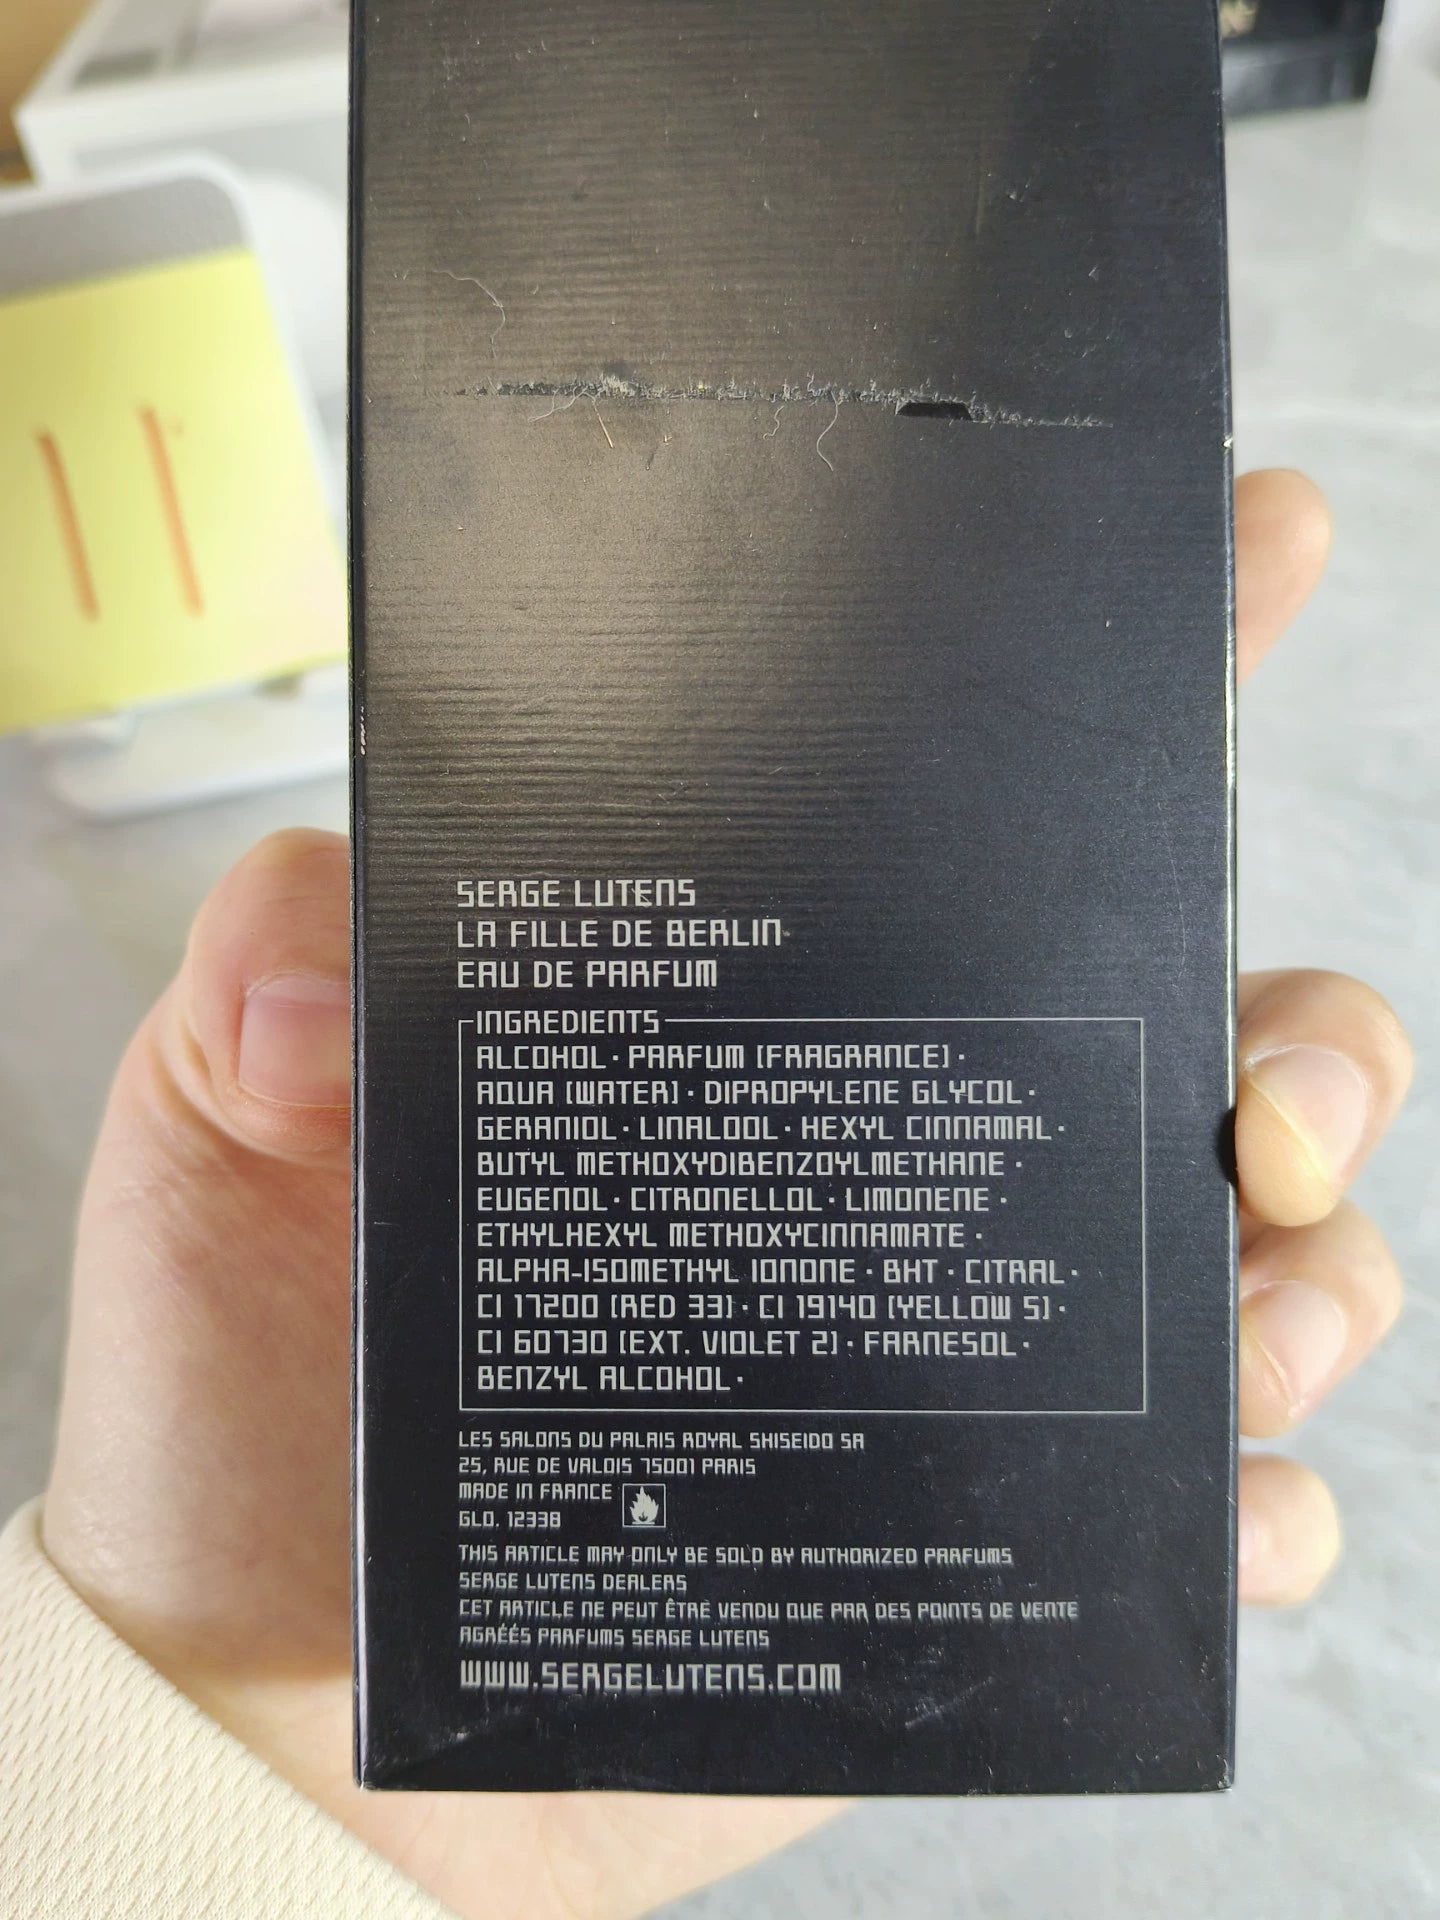 11
SERGE LUTENS
LA FILLE DE BERLIN
EAU DE PARFUM
INGREDIENTS
ALCOHOL · PARFUM [FRAGRANCE] ·
AQUA [WATER] · DIPROPYLENE GLYCOL ·
GERANIOL · LINALOOL · HEXYL CINNAMAL ·
BUTYL METHOXYDIBENZOYLMETHANE ·
EUGENOL · CITRONELLOL · LIMONENE ·
ETHYLHEXYL METHOXYCINNAMATE ·
ALPHA-ISOMETHYL IONONE · BHT · CITRAL ·
CI 17200 [RED 33] · CI 19140 [YELLOW 5] ·
CI 60730 [EXT. VIOLET 2] · FARNESOL ·
BENZYL ALCOHOL ·
LES SALONS DU PALAIS ROYAL SHISEIDO SA
25, RUE DE VALOIS 75001 PARIS
MADE IN FRANCE
GLO. 12338
THIS ARTICLE MAY ONLY BE SOLD BY AUTHORIZED PARFUMS
SERGE LUTENS DEALERS
CET ARTICLE NE PEUT ÊTRE VENDU QUE PAR DES POINTS DE VENTE
AGRÉÉS PARFUMS SERGE LUTENS
WWW.SERGELUTENS.COM